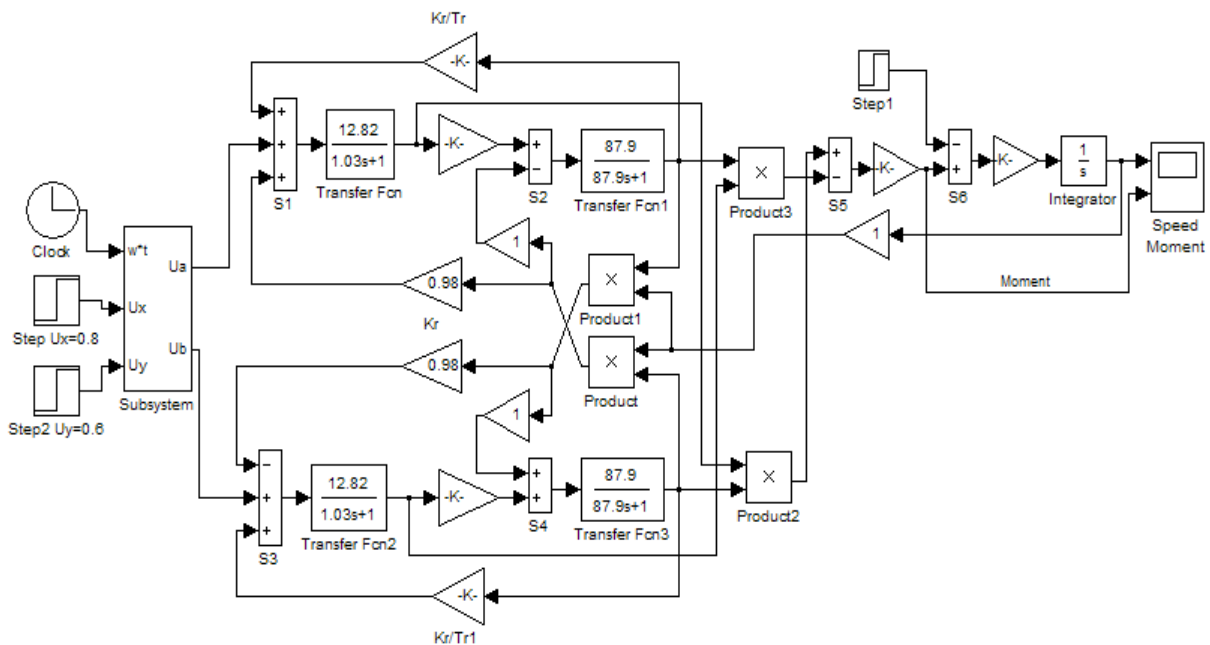 Kr/Tr
-K-
Step1
+
+
+
S1
12.82
1.03s+1
Transfer Fcn
-K-
+
-
S2
87.9
87.9s+1
Transfer Fcn1
×
Product3
+
-
S5
-K-
-
+
S6
K-
1
s
Integrator
Speed
Moment
Clock
w*t
Ua
Ux
Ub
Uy
Subsystem
Step Ux=0.8
Step2 Uy=0.6
1
0.98
Kr
0.98
1
×
Product1
×
Product
1
Moment
-
+
+
S3
12.82
1.03s+1
Transfer Fcn2
-K-
+
+
S4
87.9
87.9s+1
Transfer Fcn3
×
Product2
-K-
Kr/Tr1